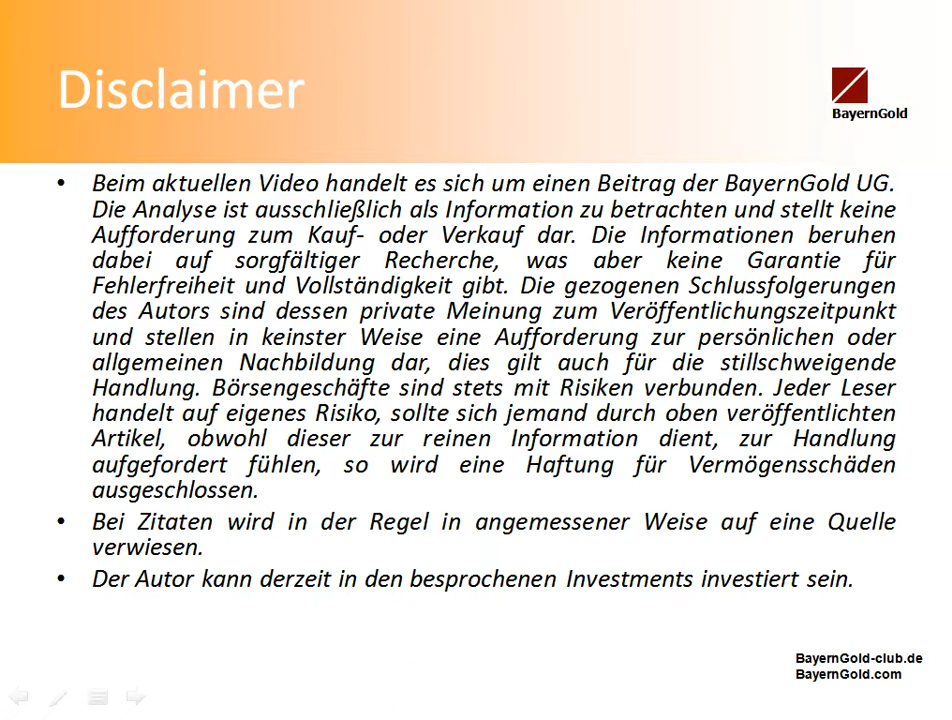 Disclaimer
BayernGold
• Beim aktuellen Video handelt es sich um einen Beitrag der BayernGold UG.
Die Analyse ist ausschließlich als Information zu betrachten und stellt keine
Aufforderung zum Kauf- oder Verkauf dar. Die Informationen beruhen
dabei auf sorgfältiger Recherche, was aber keine Garantie für
Fehlerfreiheit und Vollständigkeit gibt. Die gezogenen Schlussfolgerungen
des Autors sind dessen private Meinung zum Veröffentlichungszeitpunkt
und stellen in keinster Weise eine Aufforderung zur persönlichen oder
allgemeinen Nachbildung dar, dies gilt auch für die stillschweigende
Handlung. Börsengeschäfte sind stets mit Risiken verbunden. Jeder Leser
handelt auf eigenes Risiko, sollte sich jemand durch oben veröffentlichten
Artikel, obwohl dieser zur reinen Information dient, zur Handlung
aufgefordert fühlen, so wird eine Haftung für Vermögensschäden
ausgeschlossen.
• Bei Zitaten wird in der Regel in angemessener Weise auf eine Quelle
verwiesen.
• Der Autor kann derzeit in den besprochenen Investments investiert sein.
BayernGold-club.de
BayernGold.com